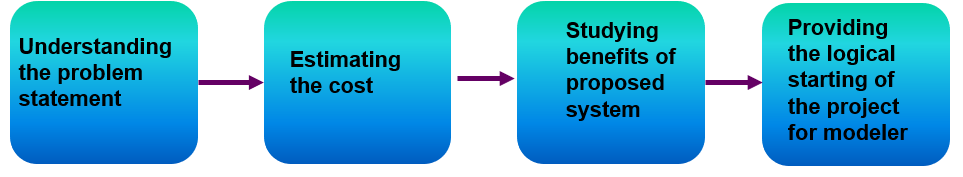 Understanding
the problem
statement
Estimating
the cost
Studying
benefits of
proposed
system
Providing
the logical
starting of
the project
for modeler